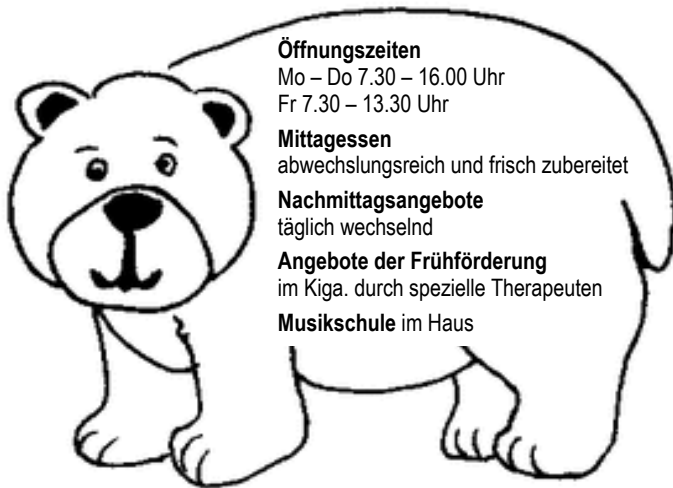 Öffnungszeiten
Mo – Do 7.30 – 16.00 Uhr
Fr 7.30 – 13.30 Uhr
Mittagessen
abwechslungsreich und frisch zubereitet
Nachmittagsangebote
täglich wechselnd
Angebote der Frühförderung
im Kiga. durch spezielle Therapeuten
Musikschule im Haus